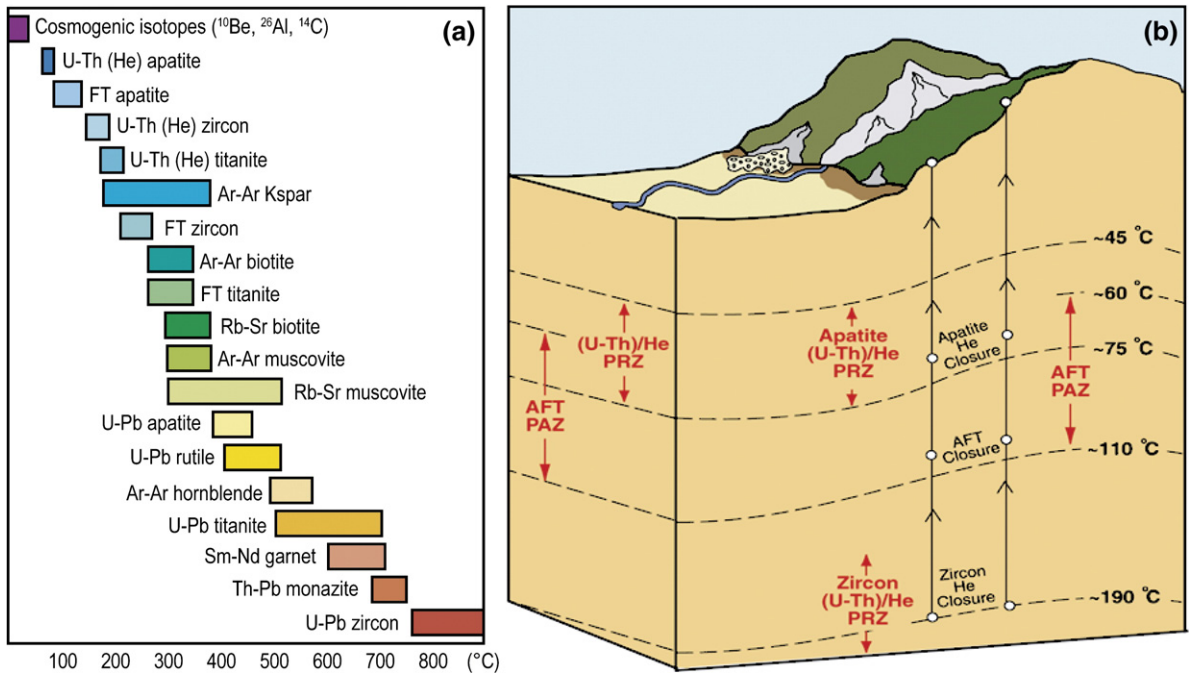 (a)
Cosmogenic isotopes (¹⁰Be, ²⁶Al, ¹⁴C)
U-Th (He) apatite
FT apatite
U-Th (He) zircon
U-Th (He) titanite
Ar-Ar Kspar
FT zircon
Ar-Ar biotite
FT titanite
Rb-Sr biotite
Ar-Ar muscovite
Rb-Sr muscovite
U-Pb apatite
U-Pb rutile
Ar-Ar hornblende
U-Pb titanite
Sm-Nd garnet
Th-Pb monazite
U-Pb zircon
100 200 300 400 500 600 700 800 (°C)
(b)
~45 °C
~60 °C
~75 °C
~110 °C
~190 °C
(U-Th)/He
PRZ
AFT
PAZ
Apatite
(U-Th)/He
PRZ
Apatite
He
Closure
AFT
PAZ
AFT
Closure
Zircon
(U-Th)/He
PRZ
Zircon
He
Closure